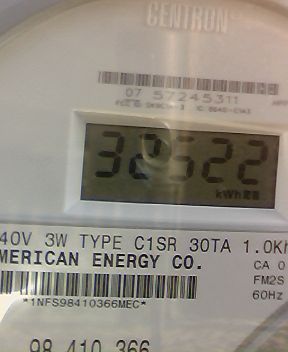 CENTRON®
07 57245311
32522
kWh
40V 3W TYPE C1SR 30TA 1.0Kh
MERICAN ENERGY CO.
CA 0
FM2S
60Hz
*1NFS98410366MEC*
98 410 366